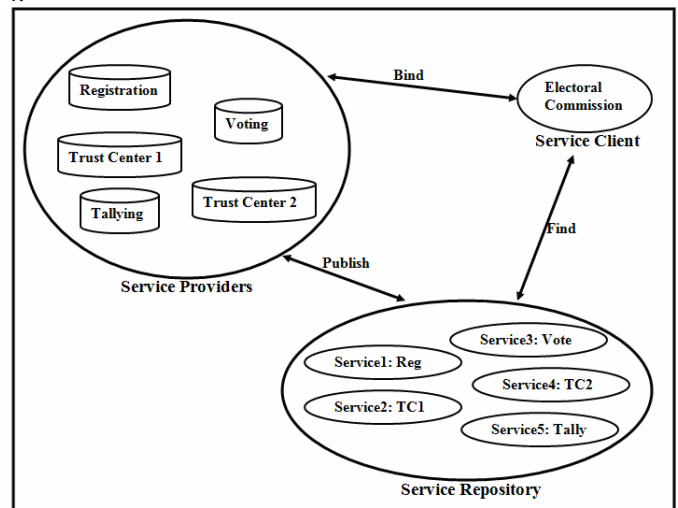 Registration
Voting
Trust Center 1
Tallying
Trust Center 2
Service Providers
Bind
Electoral
Commission
Service Client
Find
Publish
Service3: Vote
Service1: Reg
Service4: TC2
Service2: TC1
Service5: Tally
Service Repository